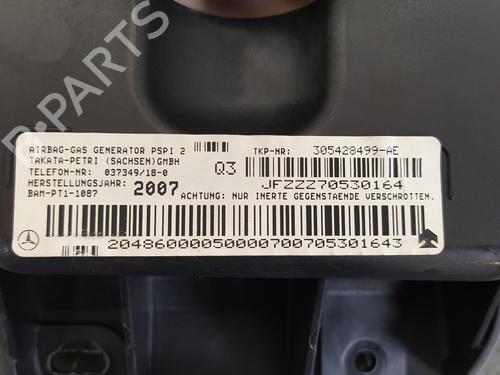 AIRBAG-GAS GENERATOR PSPI 2
TAKATA-PETRI (SACHSEN)GMBH
TELEFON-NR: 037349/18-0
HERSTELLUNGSJAHR: 2007
BAM-PT1-1087
Q3
TKP-NR: 305428499-AE
JFZZZ70530164
ACHTUNG: NUR INERTE GEGENSTAENDE VERSCHROTTEN.
20486000050000700705301643
B-PARTS